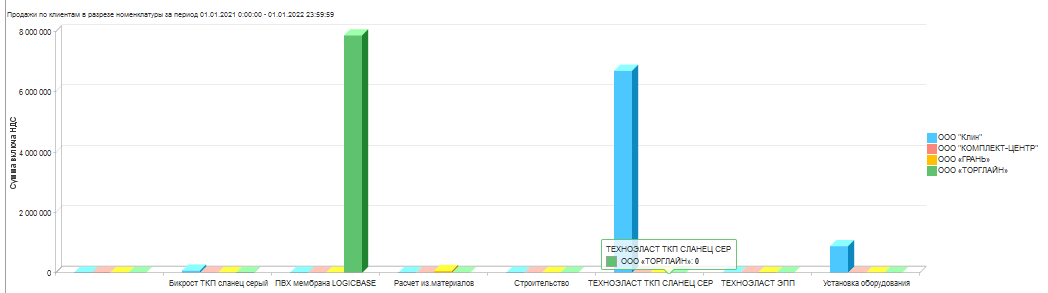 Продажи по клиентам в разрезе номенклатуры за период 01.01.2021 0:00:00 - 01.01.2022 23:59:59
8 000 000
6 000 000
4 000 000
2 000 000
0
Сумма включа НДС
ООО "Клин"
ООО "КОМПЛЕКТ-ЦЕНТР"
ООО «ГРАНЬ»
ООО «ТОРГЛАЙН»
ТЕХНОЭЛАСТ ТКП СЛАНЕЦ СЕР
ООО «ТОРГЛАЙН»: 0
Бикрост ТКП сланец серый
ПВХ мембрана LOGICBASE
Расчет из.материалов
Строительство
ТЕХНОЭЛАСТ ТКП СЛАНЕЦ СЕР
ТЕХНОЭЛАСТ ЭПП
Установка оборудования